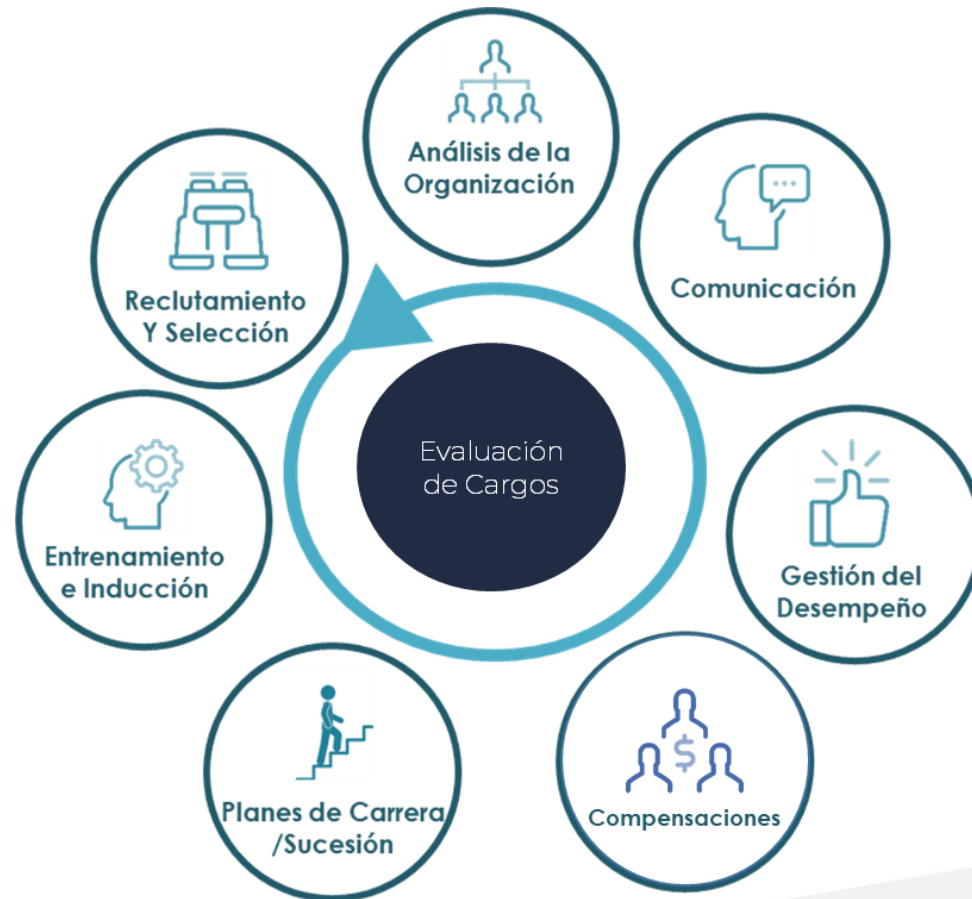 Análisis de la
Organización
Comunicación
Reclutamiento
Y Selección
Evaluación
de Cargos
Entrenamiento
e Inducción
Gestión del
Desempeño
Planes de Carrera
/Sucesión
$
Compensaciones